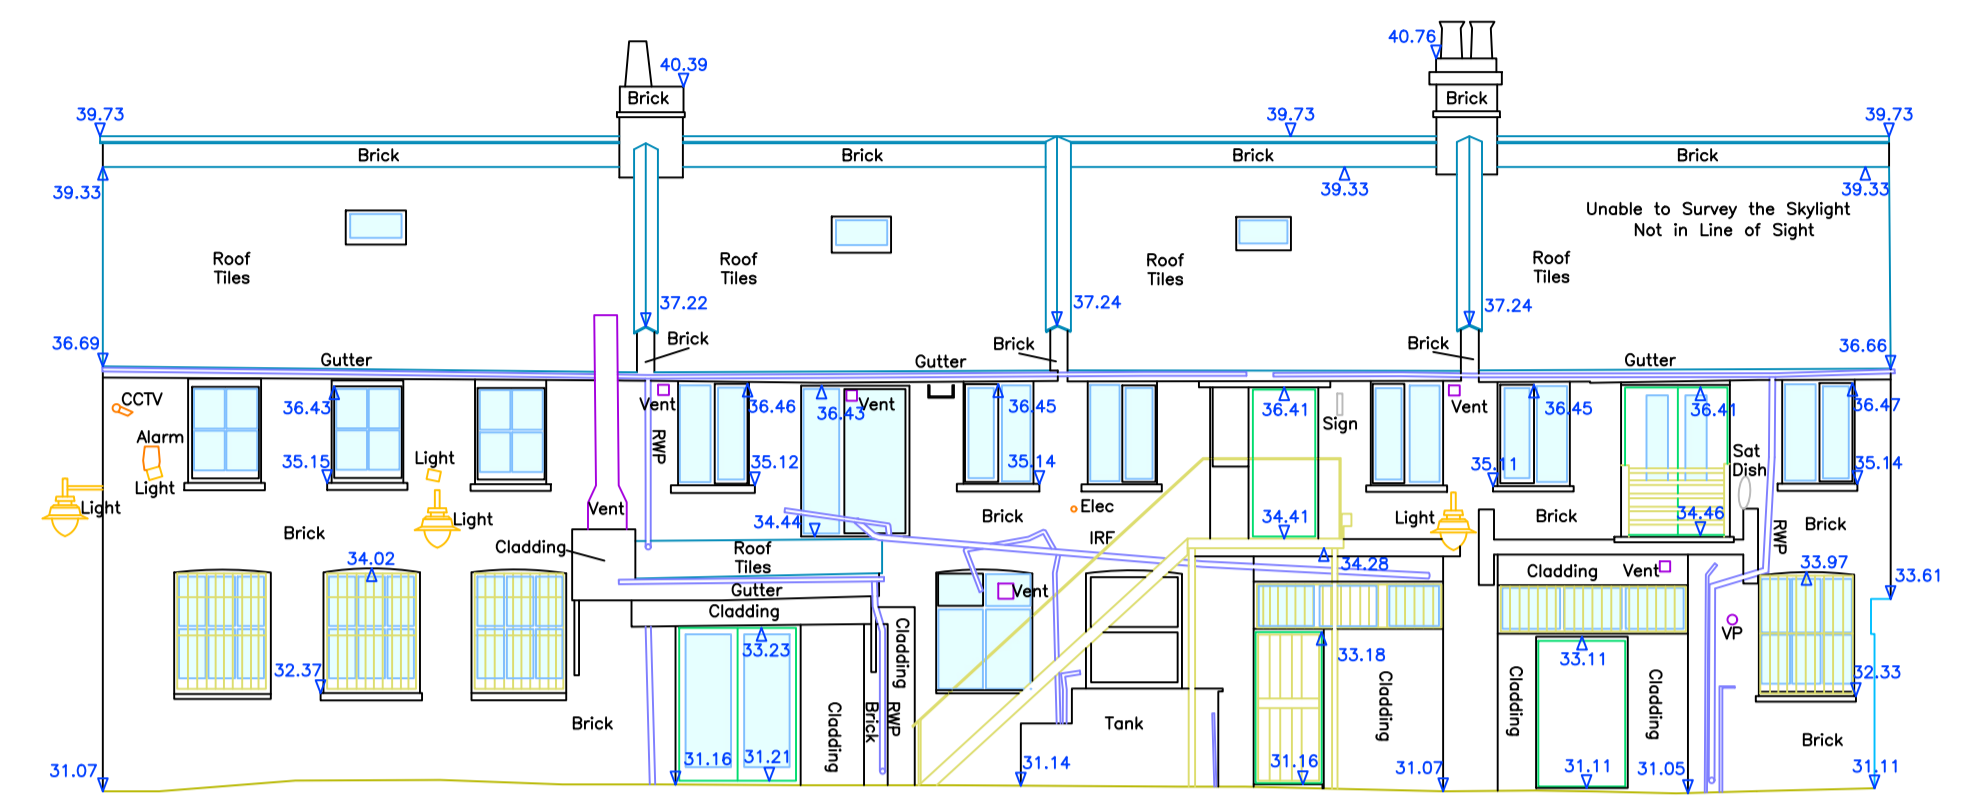 40.76
40.39
Brick
Brick
39.73
39.73
39.73
Brick
Brick
Brick
Brick
39.33
39.33
39.33
Unable to Survey the Skylight
Not in Line of Sight
Roof
Tiles
Roof
Tiles
Roof
Tiles
Roof
Tiles
37.22
37.24
37.24
Brick
Brick
Brick
36.69
36.66
Gutter
Gutter
Gutter
CCTV
36.43
Vent
36.46
36.43
Vent
36.45
36.41
Sign
Vent
36.45
36.41
36.47
Alarm
Light
Light
35.15
RWP
35.12
35.14
35.11
Sat
Dish
35.14
Light
Light
Vent
Elec
Light
Brick
34.44
Brick
IRF
34.41
Brick
34.46
RWP
Brick
Cladding
Roof
Tiles
34.02
34.28
Cladding
Vent
33.97
33.61
Gutter
Vent
Cladding
33.23
Cladding
33.18
33.11
VP
32.37
32.33
Brick
Cladding
Brick
RWP
Tank
Cladding
Cladding
Cladding
Brick
31.07
31.16
31.21
31.14
31.16
31.07
31.11
31.05
31.11